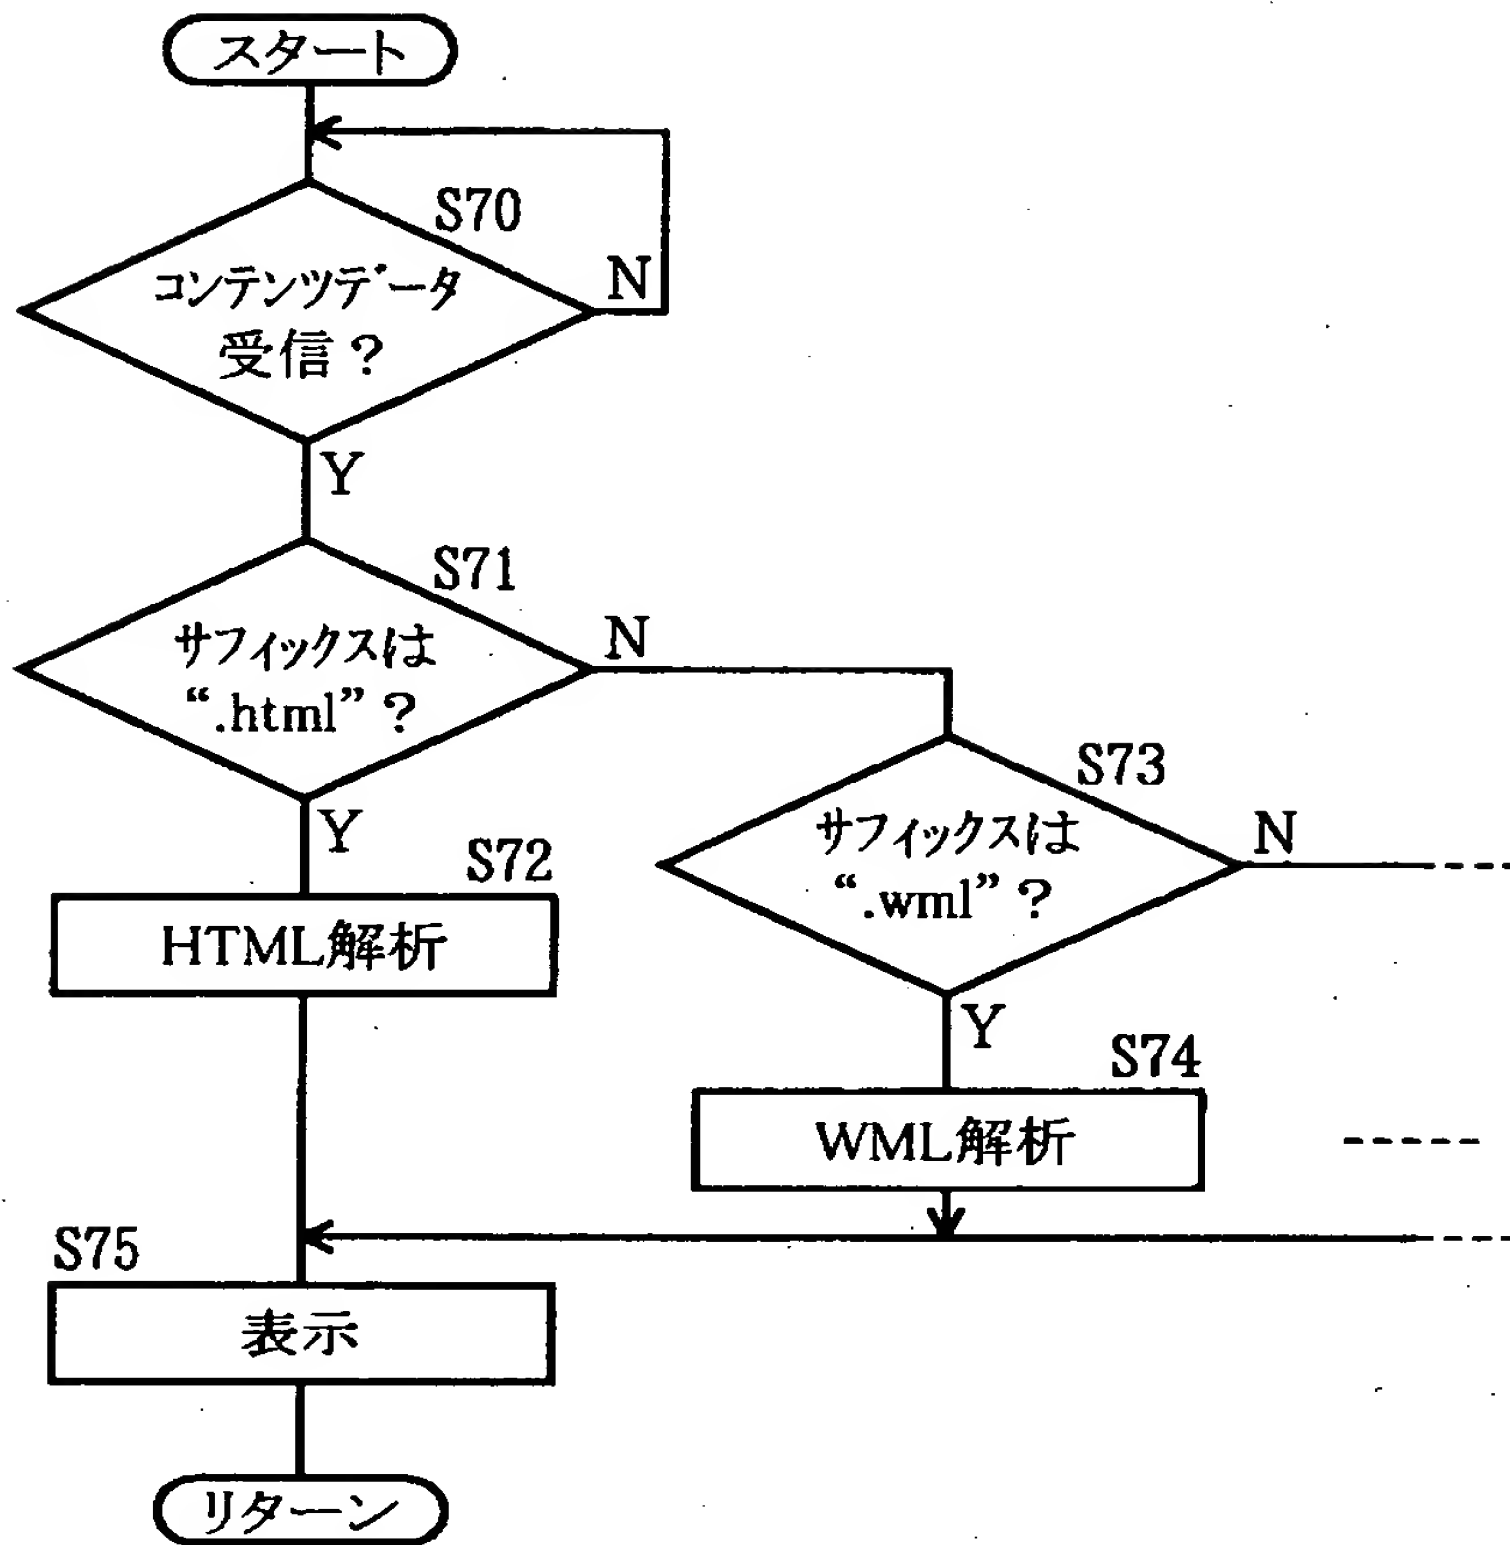 スタート
S70
コンテンツデータ
受信？
N
Y
S71
サフィックスは
“.html”？
N
Y
S72
HTML解析
S73
サフィックスは
“.wml”？
N
Y
S74
WML解析
S75
表示
リターン